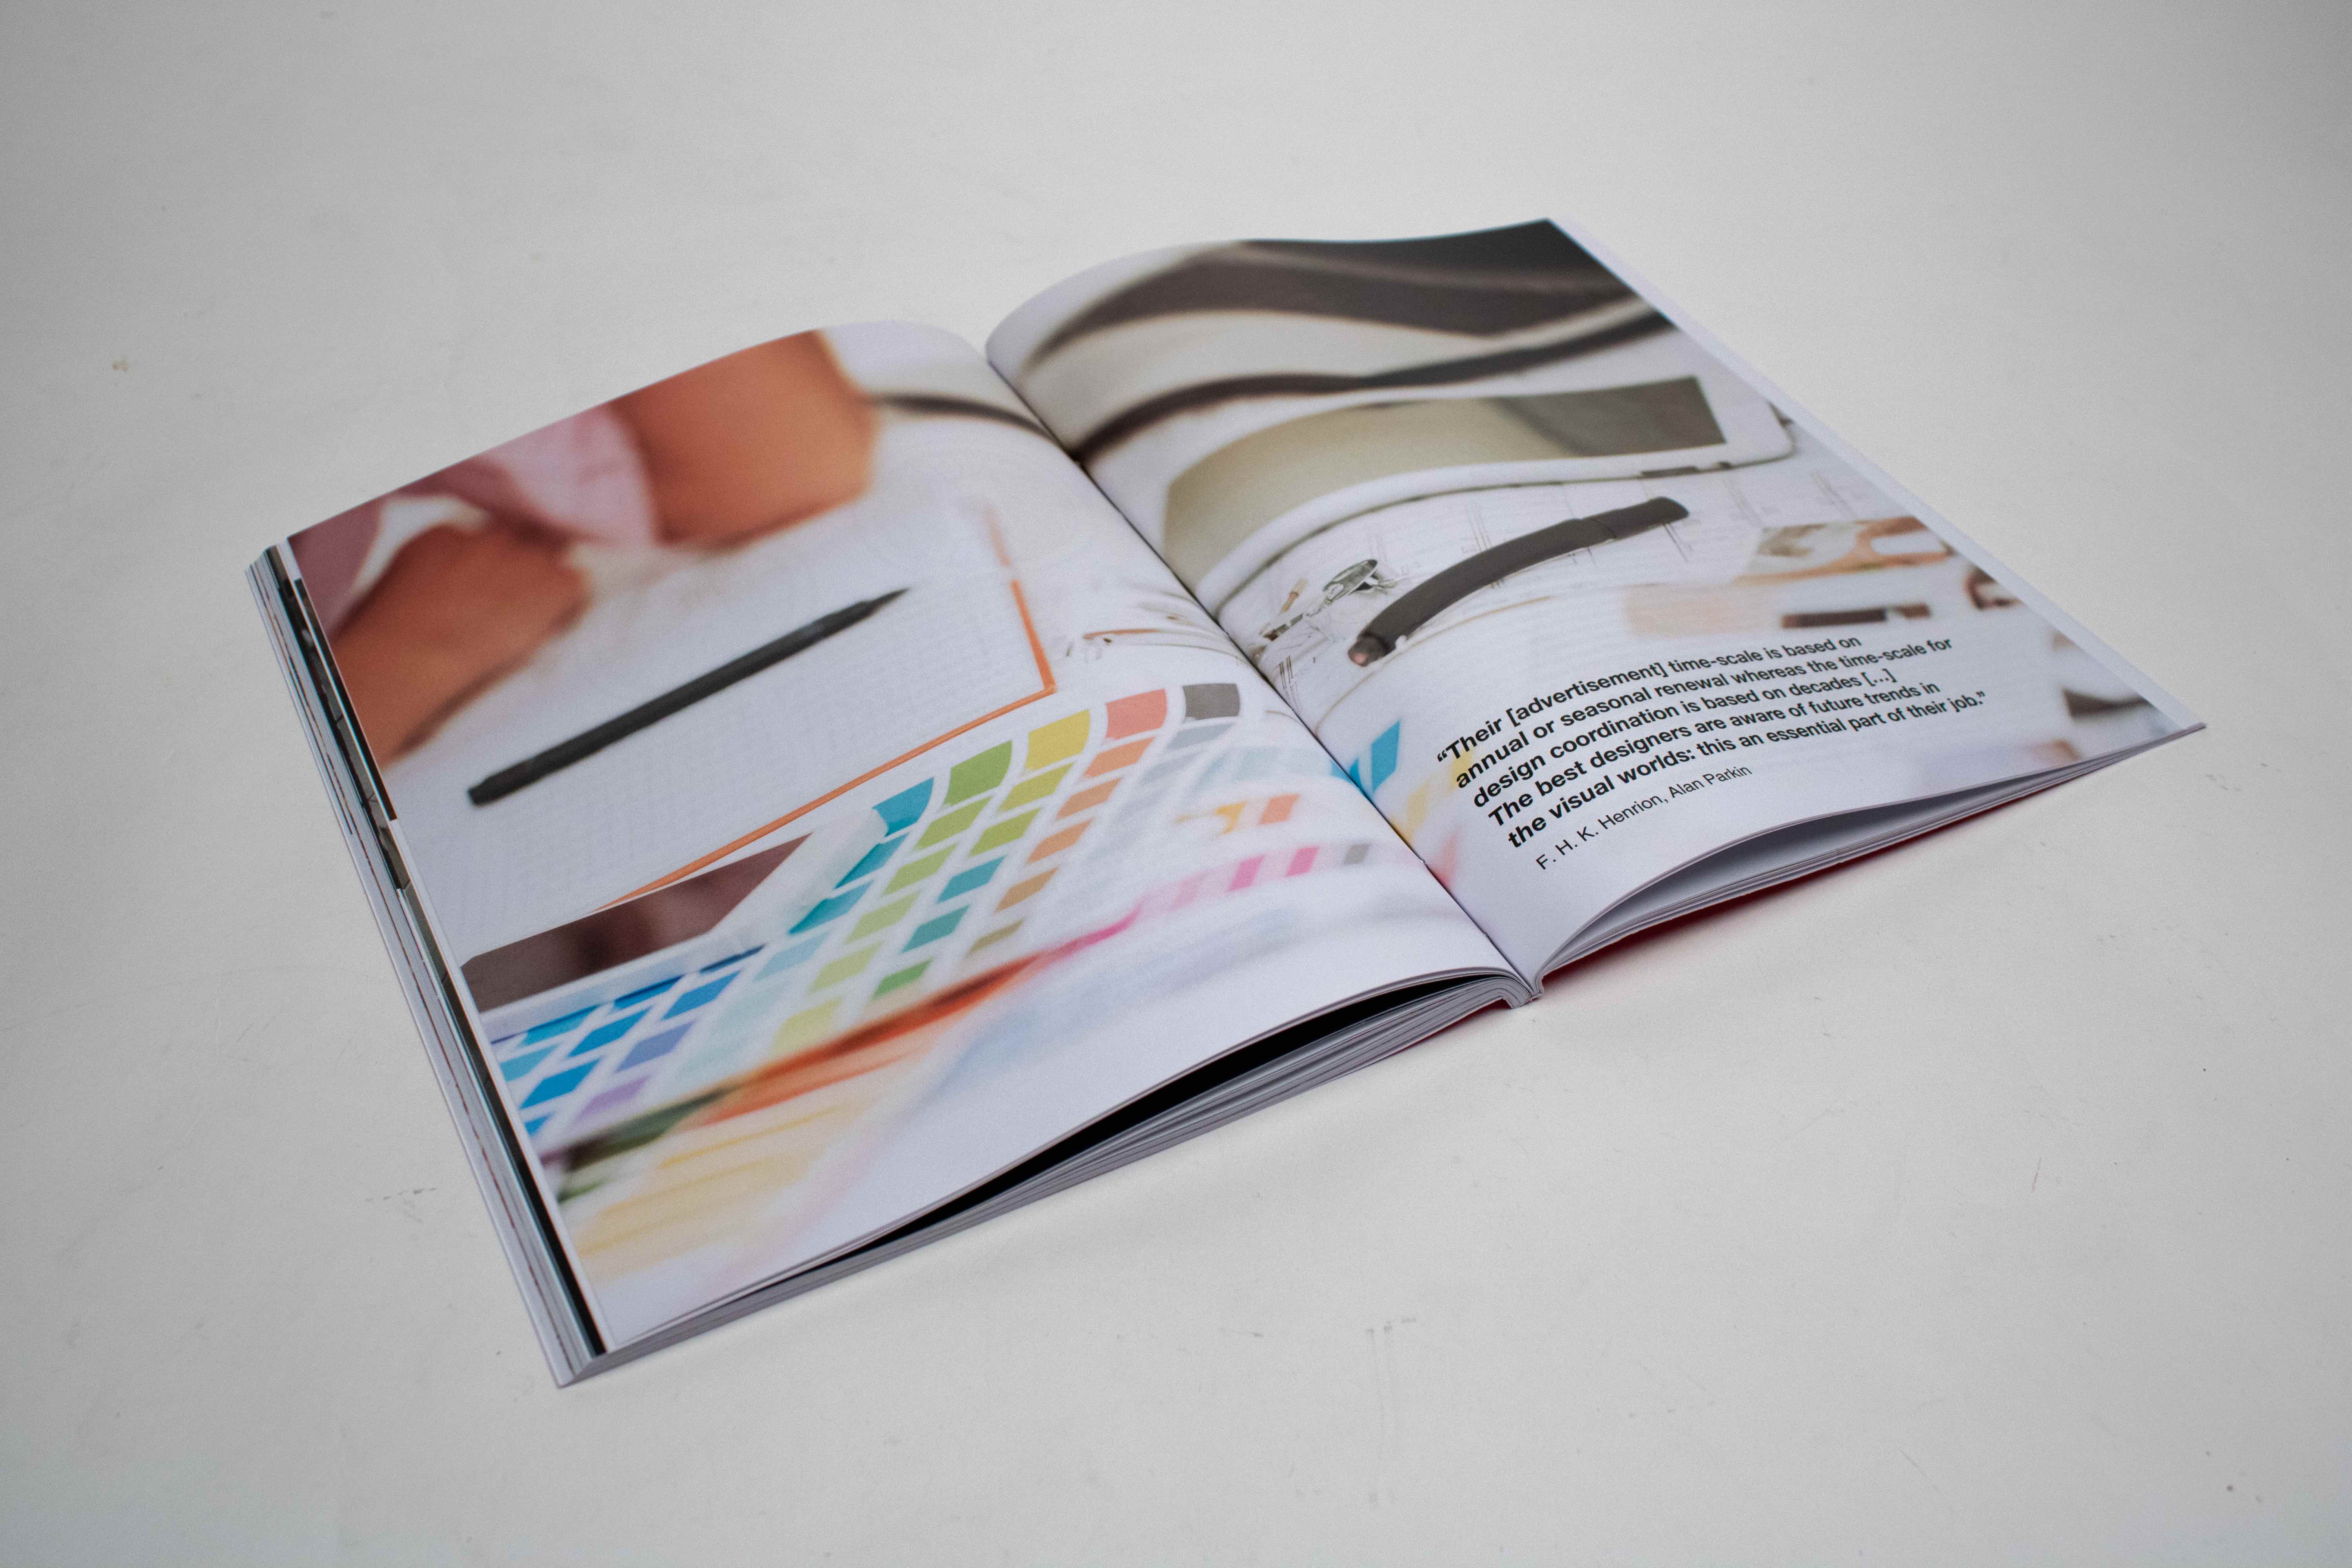 “Their [advertisement] time-scale is based on
annual or seasonal renewal whereas the time-scale for
design coordination is based on decades [...]
The best designers are aware of future trends in
the visual worlds: this an essential part of their job.”
F. H. K. Henrion, Alan Parkin